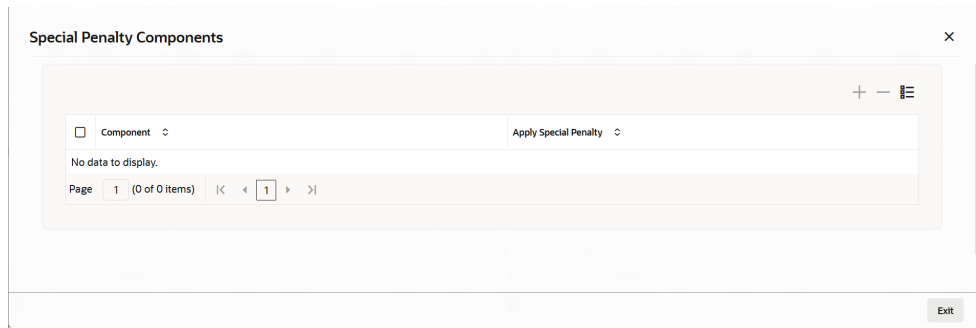 Special Penalty Components
Component Apply Special Penalty
No data to display.
Page 1 (0 of 0 items) 1
Exit